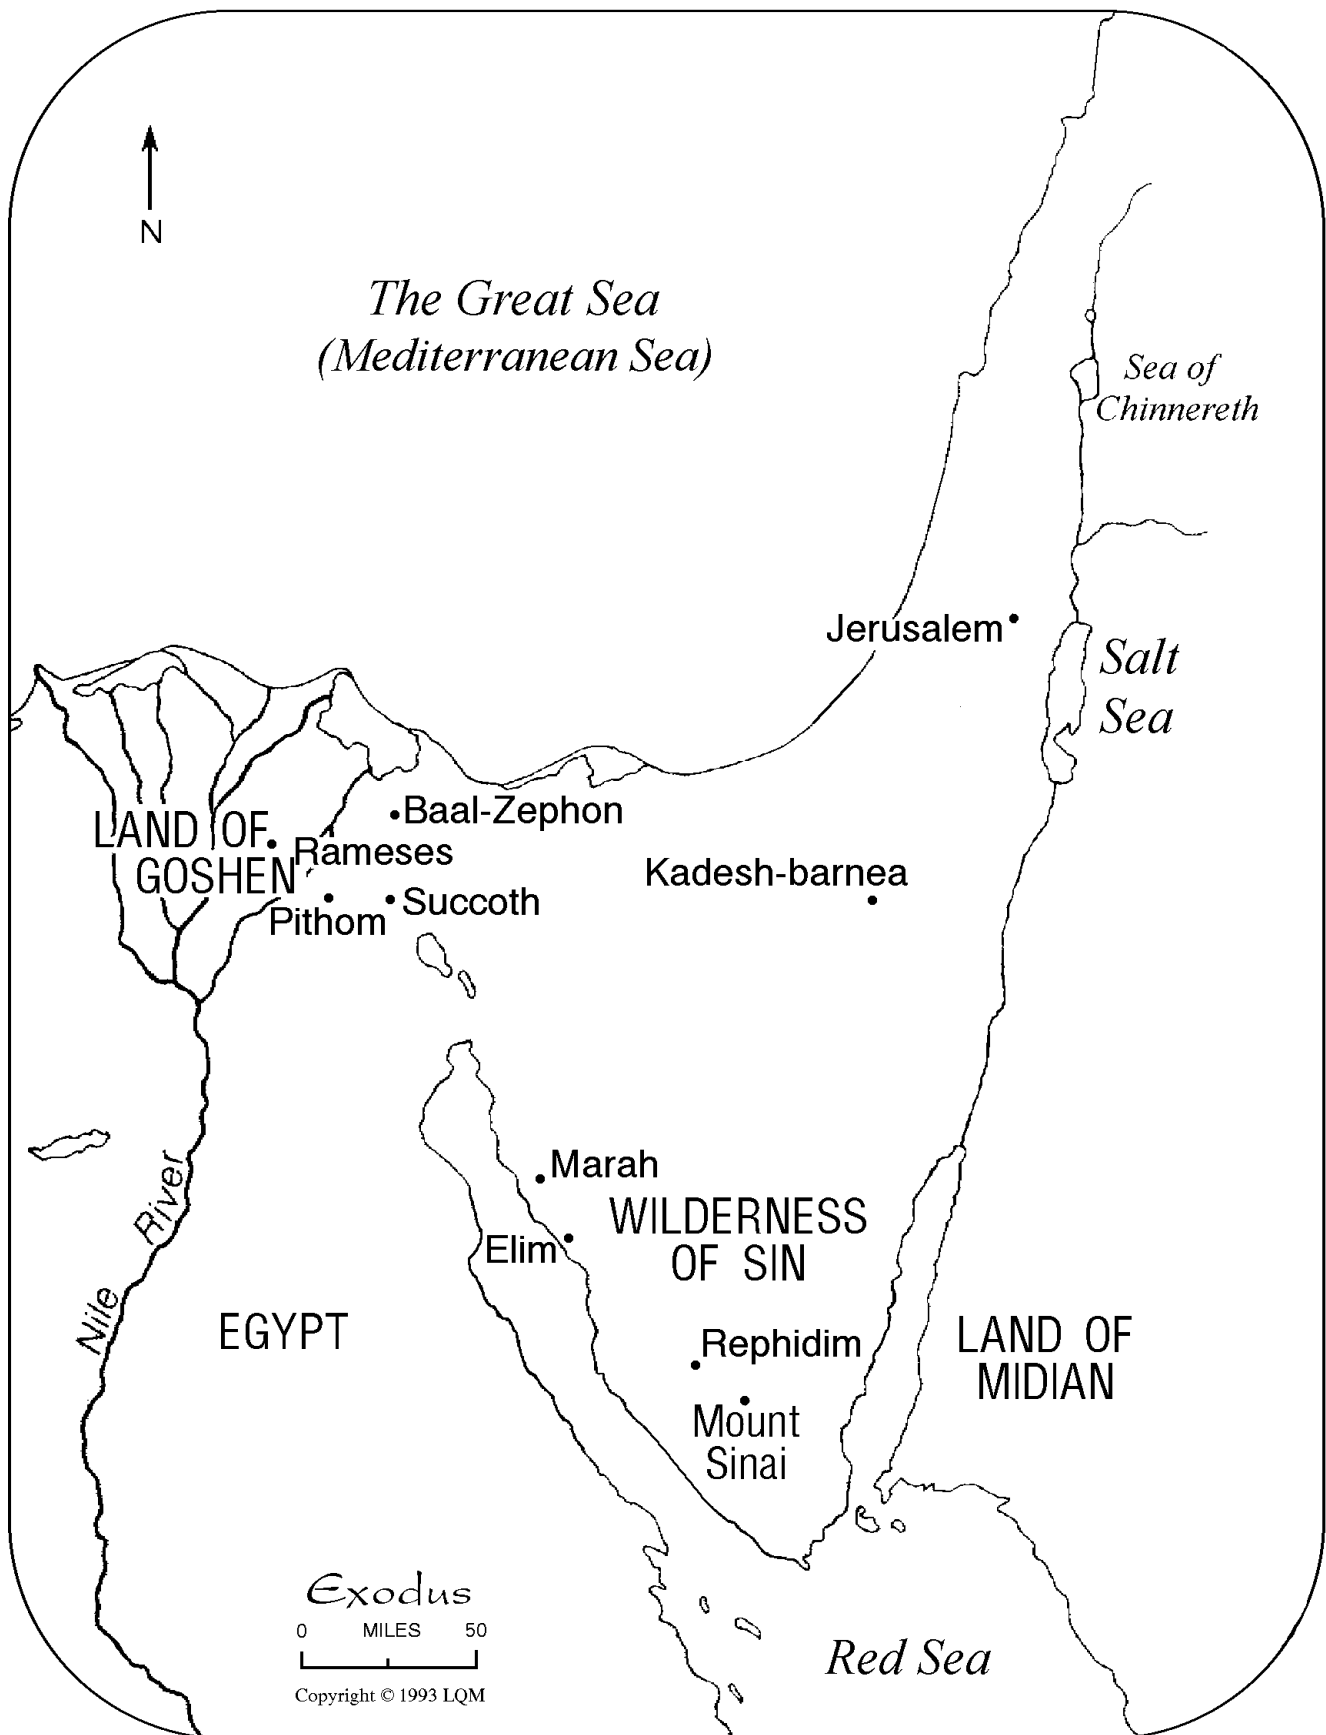 N
The Great Sea
(Mediterranean Sea)
Sea of
Chinnereth
Jerusalem
Salt
Sea
Baal-Zephon
LAND OF
GOSHEN
Rameses
Kadesh-barnea
Pithom
Succoth
Marah
WILDERNESS
OF SIN
Elim
Nile River
EGYPT
Rephidim
LAND OF
MIDIAN
Mount
Sinai
Exodus
0 MILES 50
Copyright © 1993 LQM
Red Sea